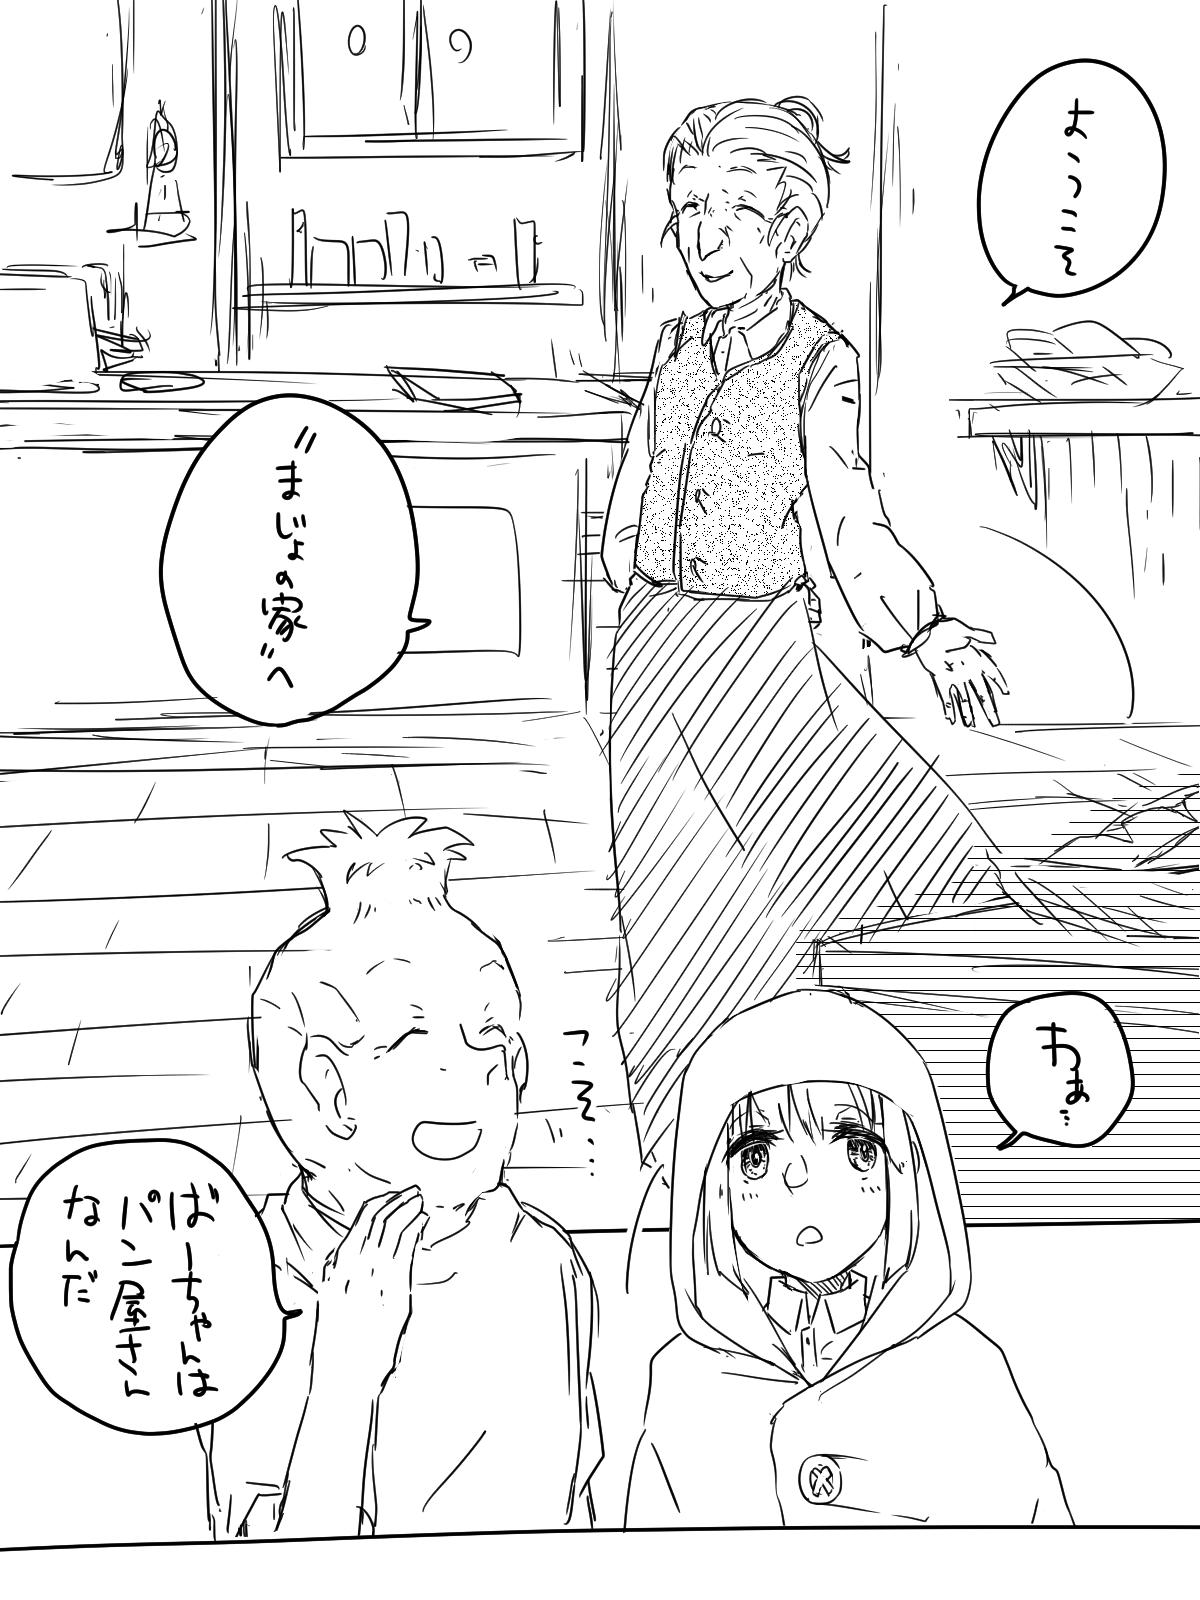 ようこそ
"まじょの家"へ
わぁ…
こそ…
ばーちゃんは
パン屋さん
なんだ